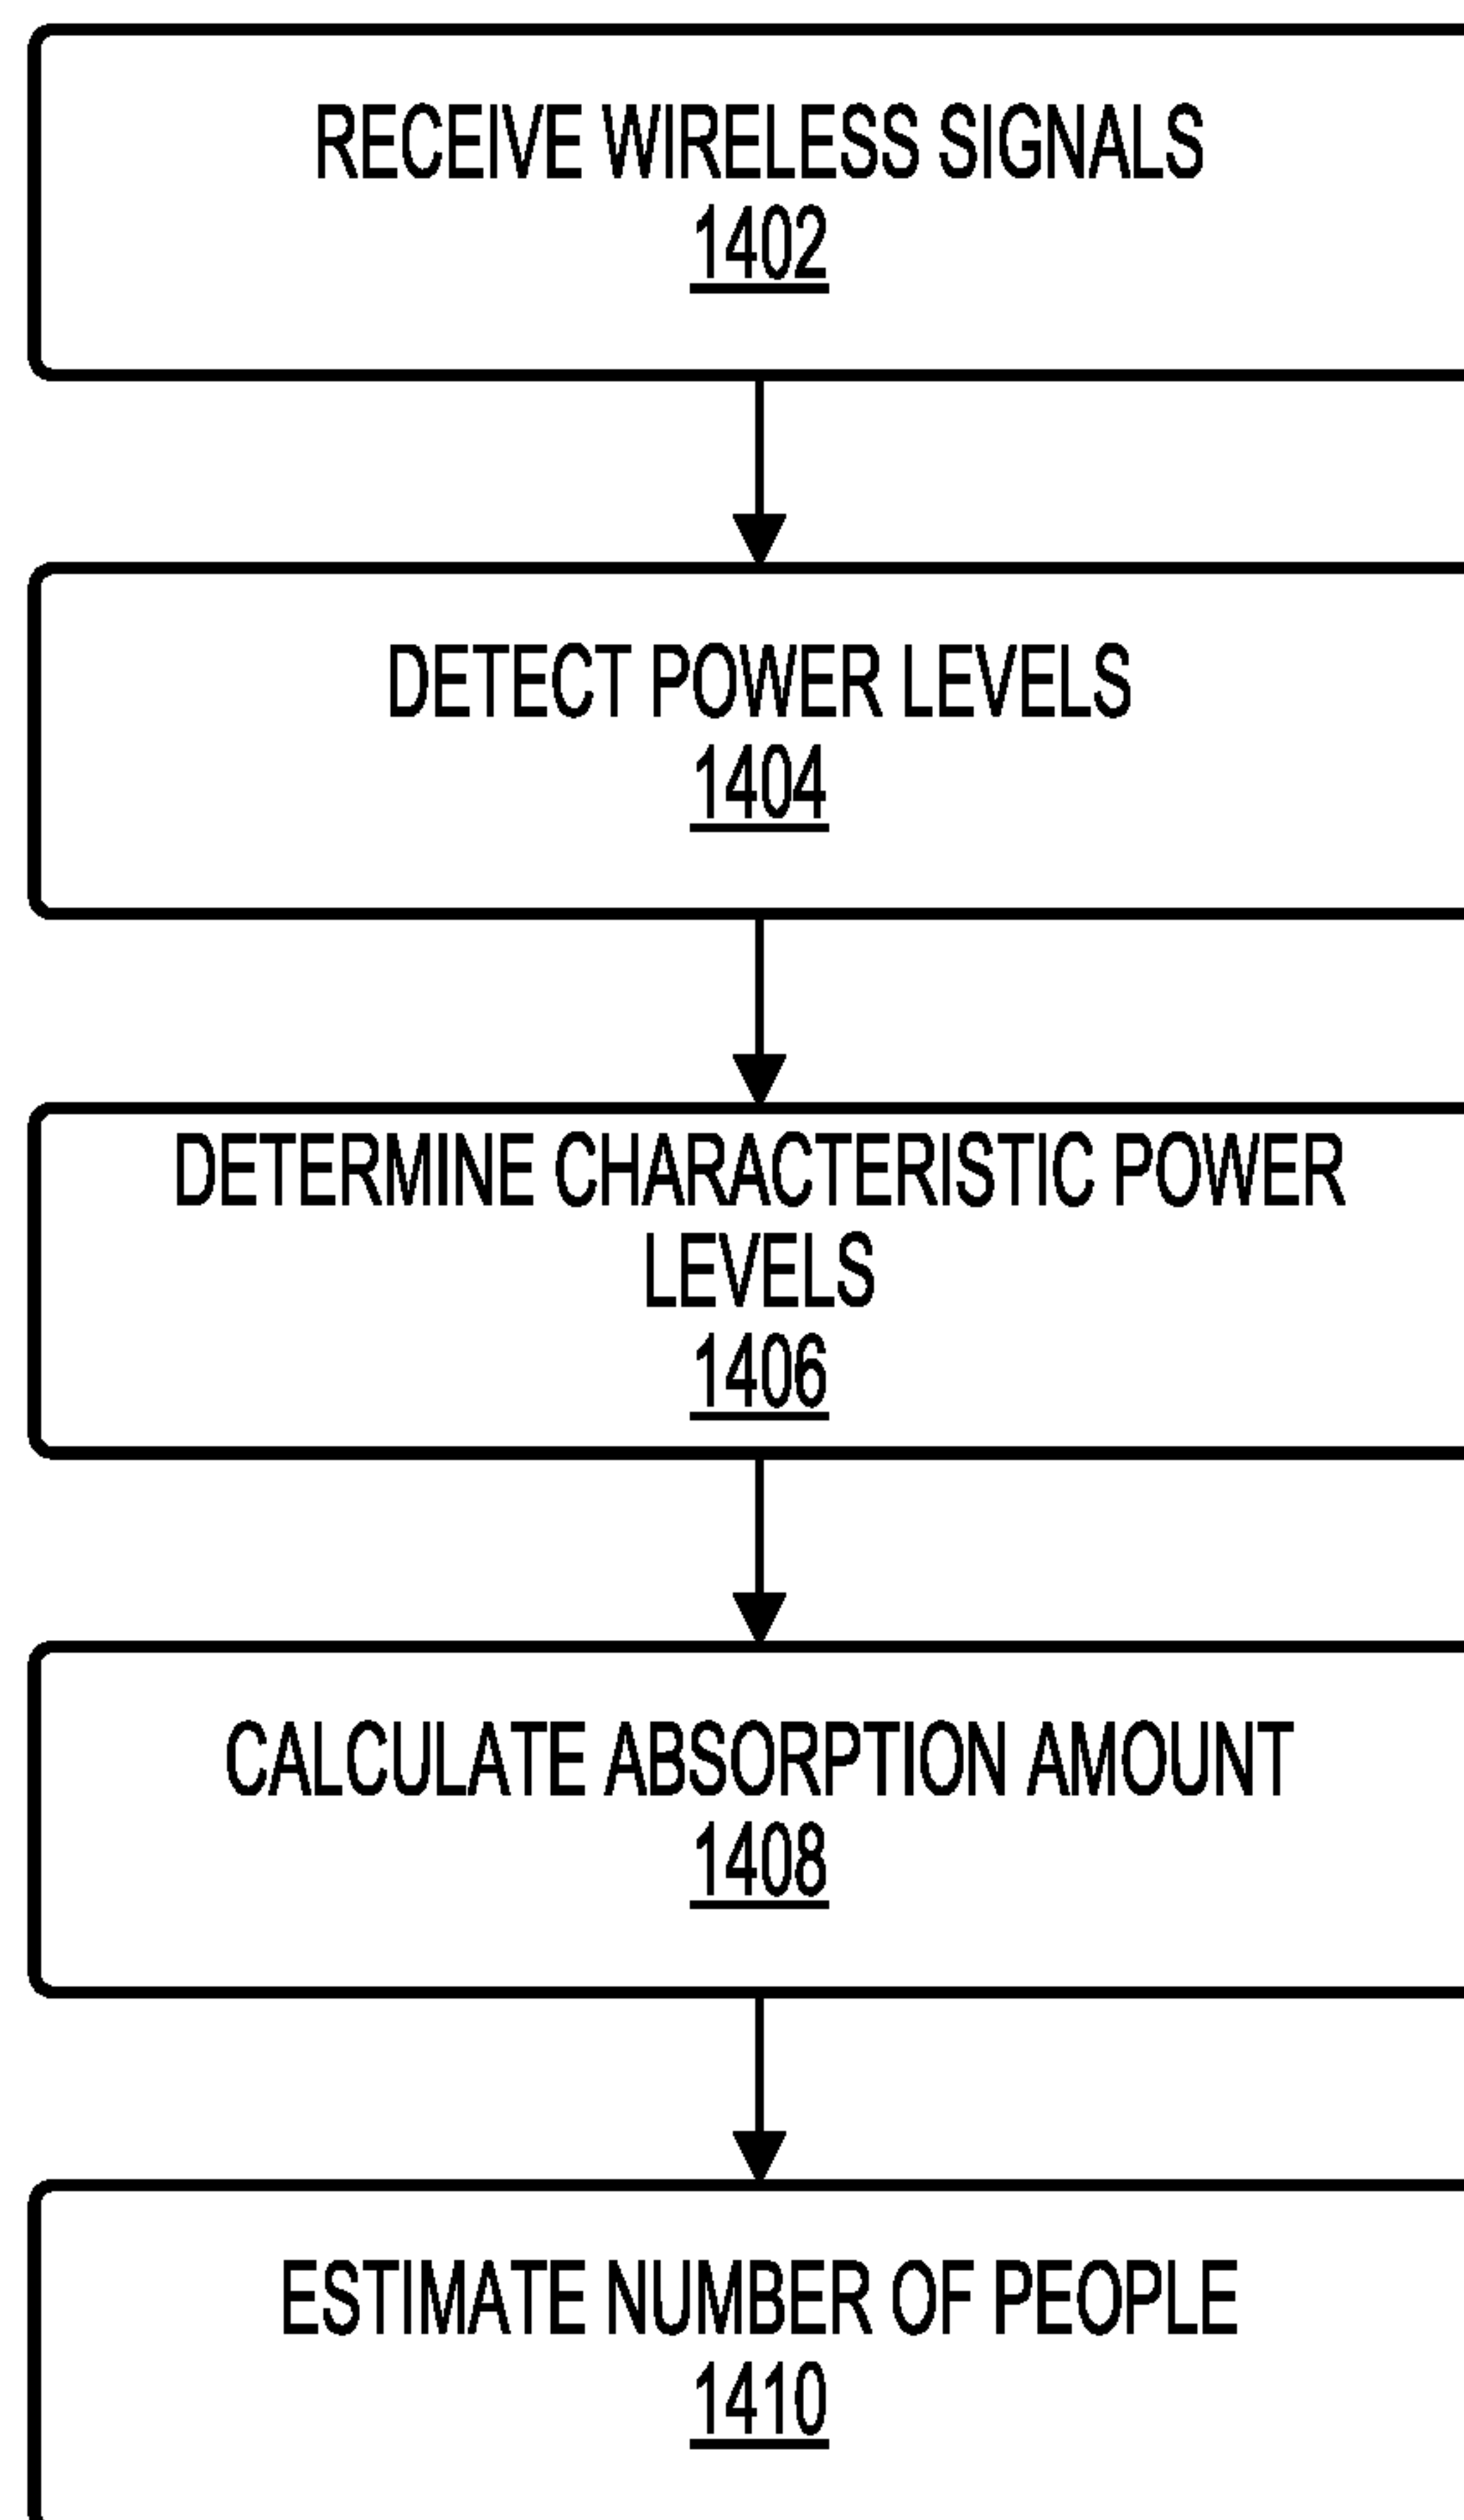 RECEIVE WIRELESS SIGNALS
1402
DETECT POWER LEVELS
1404
DETERMINE CHARACTERISTIC POWER
LEVELS
1406
CALCULATE ABSORPTION AMOUNT
1408
ESTIMATE NUMBER OF PEOPLE
1410